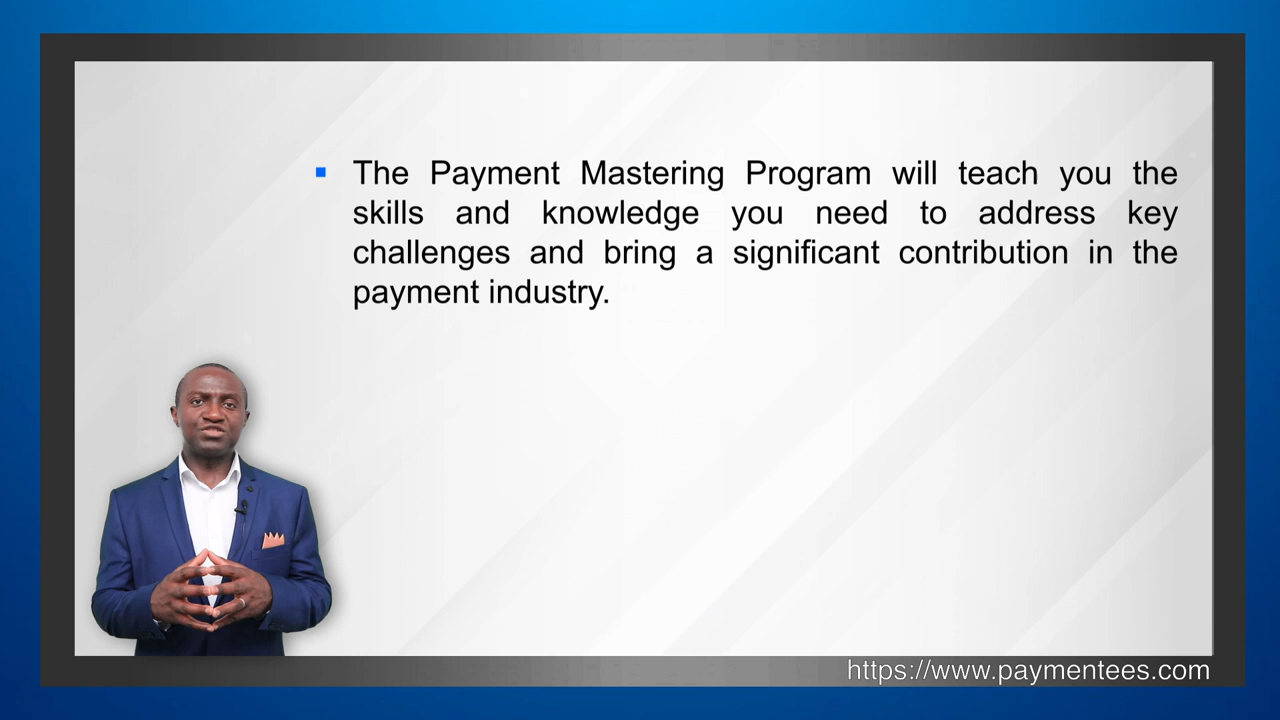 The Payment Mastering Program will teach you the
skills and knowledge you need to address key
challenges and bring a significant contribution in the
payment industry.
https://www.paymentees.com